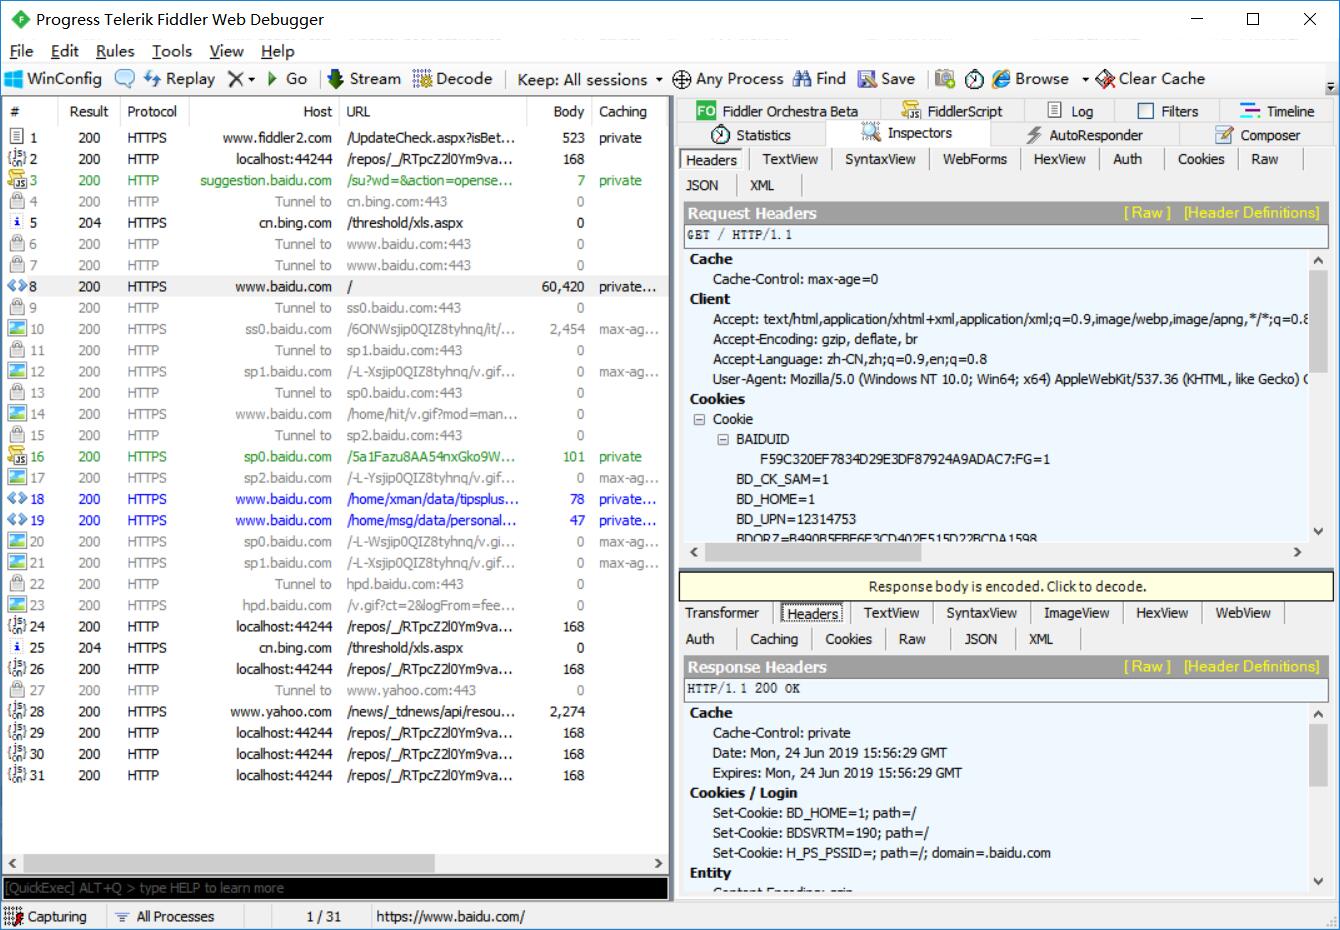 Progress Telerik Fiddler Web Debugger
File Edit Rules Tools View Help
WinConfig Replay Go Stream Decode Keep: All sessions Any Process Find Save Browse Clear Cache
# Result Protocol Host URL Body Caching
1 200 HTTPS www.fiddler2.com /UpdateCheck.aspx?isBet... 523 private
2 200 HTTP localhost:44244 /repos/_/RTpcZ2l0Ym9va... 168
3 200 HTTP suggestion.baidu.com /su?wd=&action=opense... 7 private
4 200 HTTP Tunnel to cn.bing.com:443 0
5 204 HTTPS cn.bing.com /threshold/xls.aspx 0
6 200 HTTP Tunnel to www.baidu.com:443 0
7 200 HTTP Tunnel to www.baidu.com:443 0
8 200 HTTPS www.baidu.com / 60,420 private...
9 200 HTTP Tunnel to ss0.baidu.com:443 0
10 200 HTTPS ss0.baidu.com /6ONWsjip0QIZ8tyhnq/it/... 2,454 max-ag...
11 200 HTTP Tunnel to sp1.baidu.com:443 0
12 200 HTTPS sp1.baidu.com /-L-Xsjip0QIZ8tyhnq/v.gif... 0 max-ag...
13 200 HTTP Tunnel to sp0.baidu.com:443 0
14 200 HTTPS www.baidu.com /home/hit/v.gif?mod=man... 0
15 200 HTTP Tunnel to sp2.baidu.com:443 0
16 200 HTTPS sp0.baidu.com /5a1Fazu8AA54nxGko9W... 101 private
17 200 HTTPS sp2.baidu.com /-L-Ysjip0QIZ8tyhnq/v.gif... 0 max-ag...
18 200 HTTPS www.baidu.com /home/xman/data/tipsplus... 78 private...
19 200 HTTPS www.baidu.com /home/msg/data/personal... 47 private...
20 200 HTTPS sp0.baidu.com /-L-Wsjip0QIZ8tyhnq/v.gi... 0 max-ag...
21 200 HTTPS sp1.baidu.com /-L-Xsjip0QIZ8tyhnq/v.gif... 0 max-ag...
22 200 HTTP Tunnel to hpd.baidu.com:443 0
23 200 HTTPS hpd.baidu.com /v.gif?ct=2&logFrom=fee... 0
24 200 HTTP localhost:44244 /repos/_/RTpcZ2l0Ym9va... 168
25 204 HTTPS cn.bing.com /threshold/xls.aspx 0
26 200 HTTP localhost:44244 /repos/_/RTpcZ2l0Ym9va... 168
27 200 HTTP Tunnel to www.yahoo.com:443 0
28 200 HTTPS www.yahoo.com /news/_tdnews/api/resou... 2,274
29 200 HTTP localhost:44244 /repos/_/RTpcZ2l0Ym9va... 168
30 200 HTTP localhost:44244 /repos/_/RTpcZ2l0Ym9va... 168
31 200 HTTP localhost:44244 /repos/_/RTpcZ2l0Ym9va... 168
[QuickExec] ALT+Q > type HELP to learn more
FO Fiddler Orchestra Beta FiddlerScript Log Filters Timeline
Statistics Inspectors AutoResponder Composer
Headers TextView SyntaxView WebForms HexView Auth Cookies Raw
JSON XML
Request Headers [ Raw ] [Header Definitions]
GET / HTTP/1.1
Cache
Cache-Control: max-age=0
Client
Accept: text/html,application/xhtml+xml,application/xml;q=0.9,image/webp,image/apng,*/*;q=0.8
Accept-Encoding: gzip, deflate, br
Accept-Language: zh-CN,zh;q=0.9,en;q=0.8
User-Agent: Mozilla/5.0 (Windows NT 10.0; Win64; x64) AppleWebKit/537.36 (KHTML, like Gecko)
Cookies
Cookie
BAIDUID
F59C320EF7834D29E3DF87924A9ADAC7:FG=1
BD_CK_SAM=1
BD_HOME=1
BD_UPN=12314753
BDORZ=B490B5EBF6F3CD402E515D22BCDA1598
Response body is encoded. Click to decode.
Transformer Headers TextView SyntaxView ImageView HexView WebView
Auth Caching Cookies Raw JSON XML
Response Headers [ Raw ] [Header Definitions]
HTTP/1.1 200 OK
Cache
Cache-Control: private
Date: Mon, 24 Jun 2019 15:56:29 GMT
Expires: Mon, 24 Jun 2019 15:56:29 GMT
Cookies / Login
Set-Cookie: BD_HOME=1; path=/
Set-Cookie: BDSVRTM=190; path=/
Set-Cookie: H_PS_PSSID=; path=/; domain=.baidu.com
Entity
Content-Encoding: gzip
Capturing All Processes 1 / 31 https://www.baidu.com/